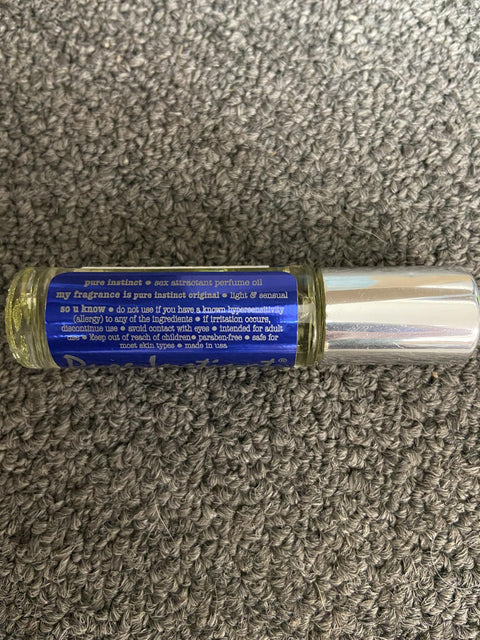 pure instinct • sex attractant perfume oil
my fragrance is pure instinct original • light & sensual
so u know • do not use if you have a known hypersensitivity
(allergy) to any of the ingredients • if irritation occurs,
discontinue use • avoid contact with eyes • intended for adult
use • Keep out of reach of children• paraben-free • safe for
most skin types • made in usa